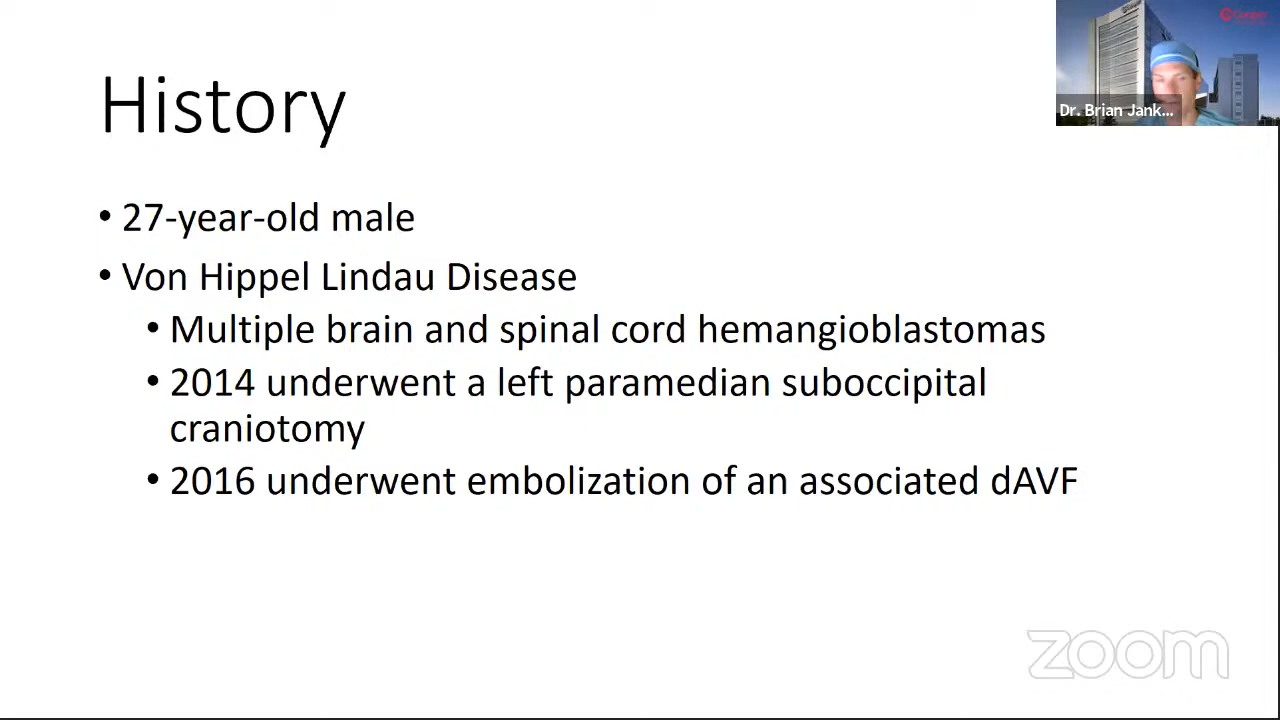 History
Dr. Brian Jank...
• 27-year-old male
• Von Hippel Lindau Disease
• Multiple brain and spinal cord hemangioblastomas
• 2014 underwent a left paramedian suboccipital
craniotomy
• 2016 underwent embolization of an associated dAVF
zoom